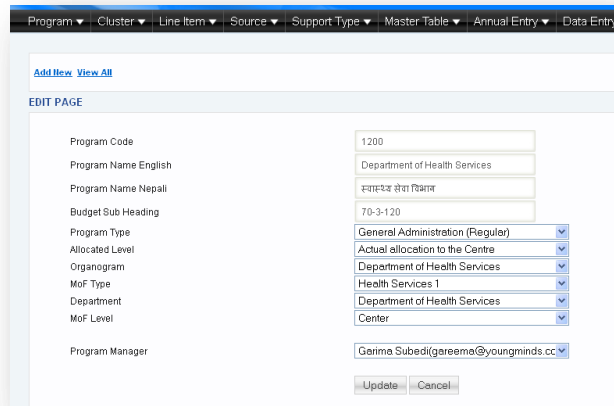 Program ▼ Cluster ▼ Line Item ▼ Source ▼ Support Type ▼ Master Table ▼ Annual Entry ▼ Data Entry
Add New View All
EDIT PAGE
Program Code 1200
Program Name English Department of Health Services
Program Name Nepali स्वास्थ्य सेवा विभाग
Budget Sub Heading 70-3-120
Program Type General Administration (Regular)
Allocated Level Actual allocation to the Centre
Organogram Department of Health Services
MoF Type Health Services 1
Department Department of Health Services
MoF Level Center
Program Manager Garima Subedi(gareema@youngminds.cc
Update Cancel